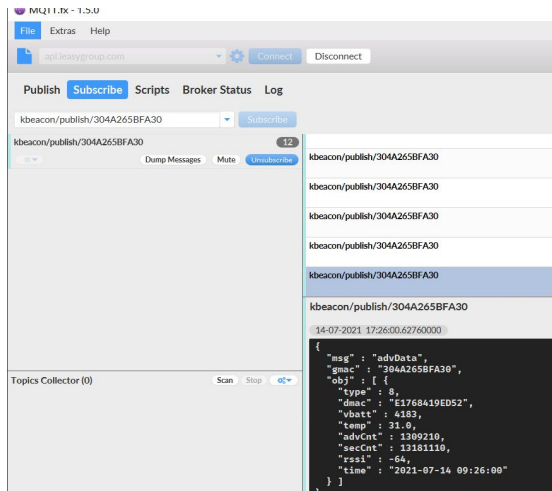 MQTT.fx - 1.5.0
File Extras Help
api.ieasygroup.com Connect Disconnect
Publish Subscribe Scripts Broker Status Log
kbeacon/publish/304A265BFA30 Subscribe
kbeacon/publish/304A265BFA30 12
Dump Messages Mute Unsubscribe
kbeacon/publish/304A265BFA30
kbeacon/publish/304A265BFA30
kbeacon/publish/304A265BFA30
kbeacon/publish/304A265BFA30
kbeacon/publish/304A265BFA30
kbeacon/publish/304A265BFA30
14-07-2021 17:26:00.62760000
{
"msg" : "advData",
"gmac" : "304A265BFA30",
"obj" : [ {
"type" : 8,
"dmac" : "E1768419ED52",
"vbatt" : 4183,
"temp" : 31.0,
"advCnt" : 1309210,
"secCnt" : 13181110,
"rssi" : -64,
"time" : "2021-07-14 09:26:00"
} ]
}
Topics Collector (0) Scan Stop